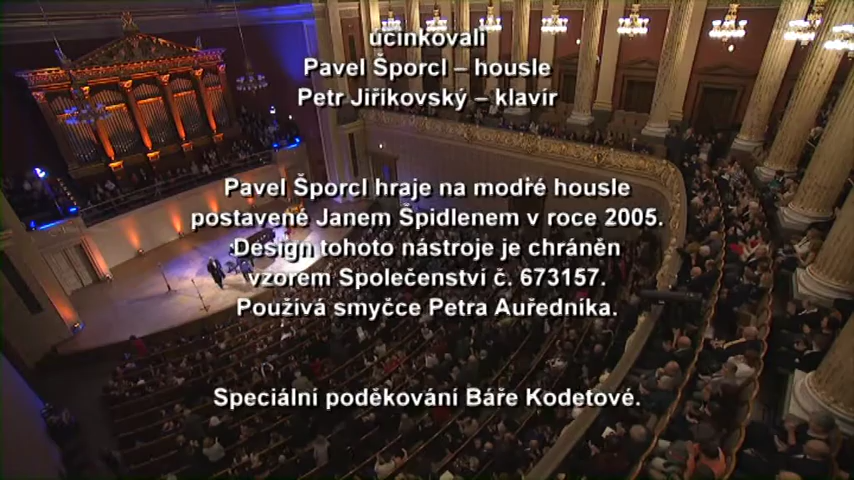 účinkovali
Pavel Šporcl – housle
Petr Jiříkovský – klavír
Pavel Šporcl hraje na modré housle
postavené Janem Špidlenem v roce 2005.
Design tohoto nástroje je chráněn
vzorem Společenství č. 673157.
Používá smyčce Petra Auředníka.
Speciální poděkování Báře Kodetové.